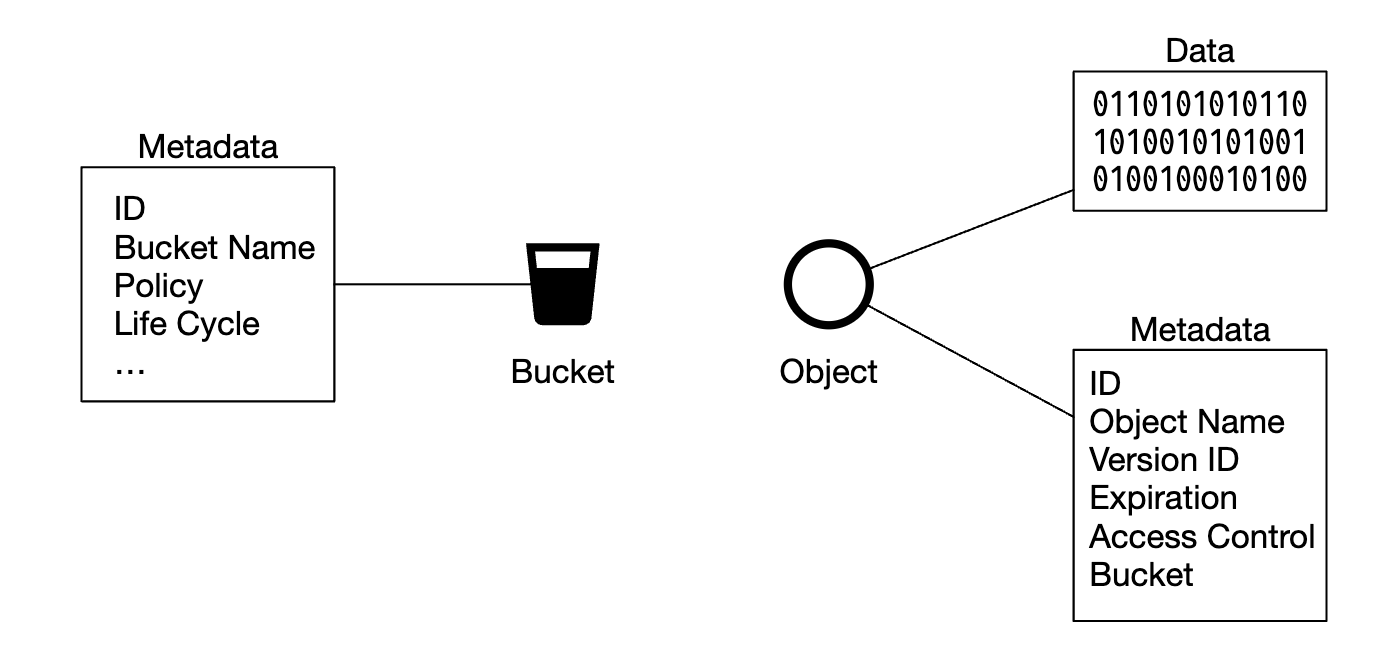 Metadata
ID
Bucket Name
Policy
Life Cycle
...
Bucket
Object
Data
0110101010110
1010010101001
0100100010100
Metadata
ID
Object Name
Version ID
Expiration
Access Control
Bucket